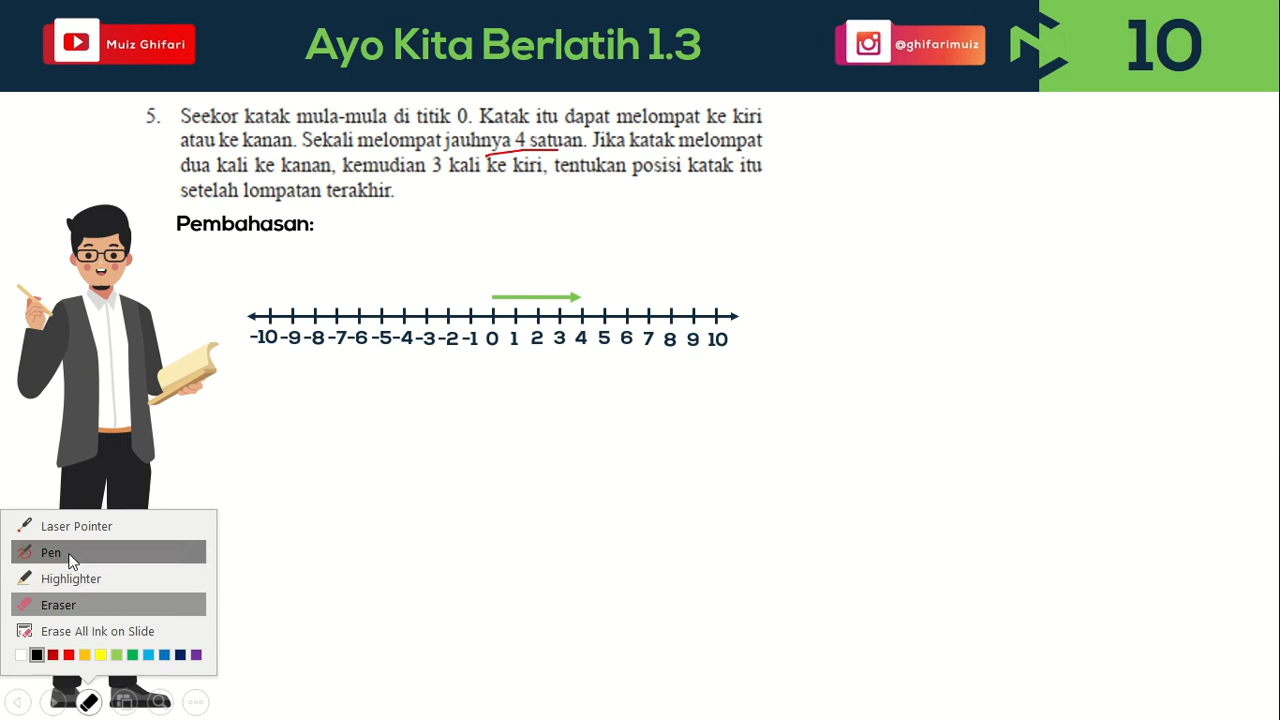 Muiz Ghifari
Ayo Kita Berlatih 1.3
@ghifarimuiz
10
5. Seekor katak mula-mula di titik 0. Katak itu dapat melompat ke kiri
atau ke kanan. Sekali melompat jauhnya 4 satuan. Jika katak melompat
dua kali ke kanan, kemudian 3 kali ke kiri, tentukan posisi katak itu
setelah lompatan terakhir.
Pembahasan:
-10 -9 -8 -7 -6 -5 -4 -3 -2 -1 0 1 2 3 4 5 6 7 8 9 10
Laser Pointer
Pen
Highlighter
Eraser
Erase All Ink on Slide